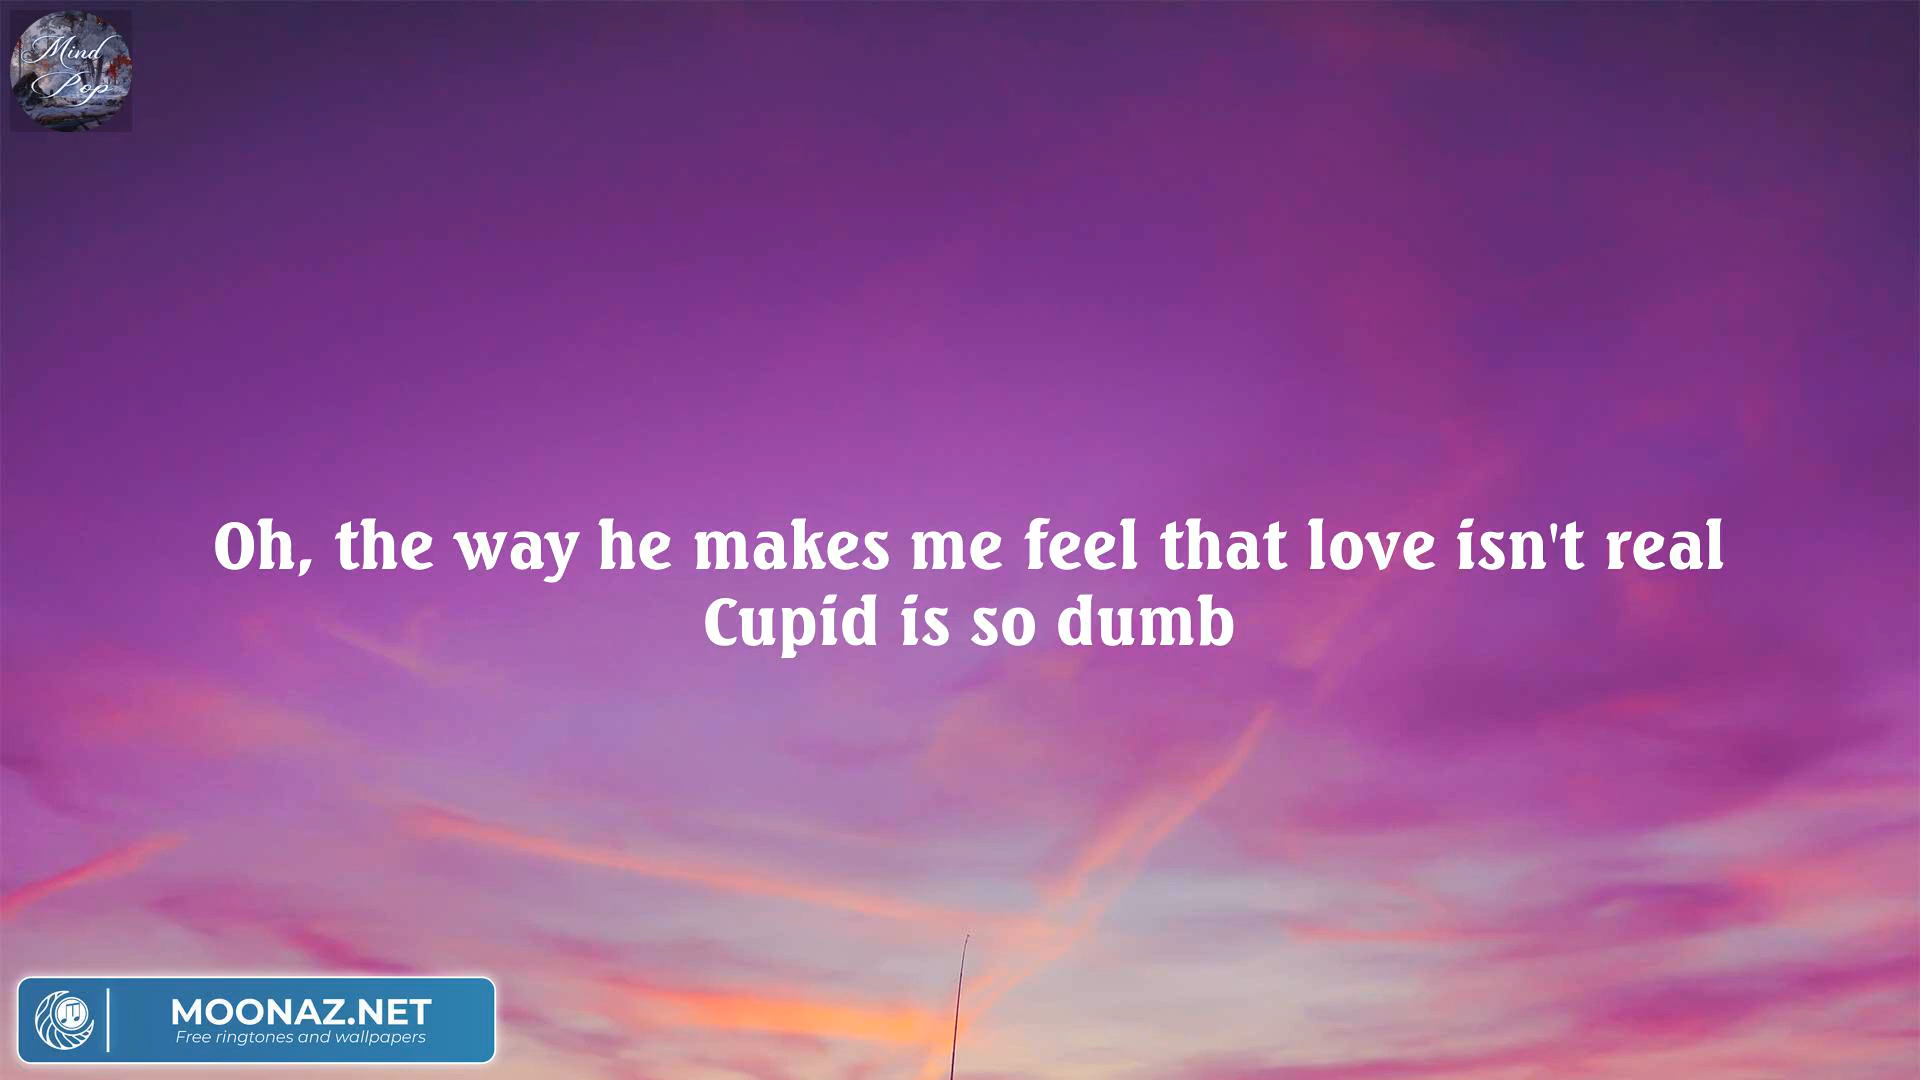 Mind
Pop
Oh, the way he makes me feel that love isn't real
Cupid is so dumb
MOONAZ.NET
Free ringtones and wallpapers